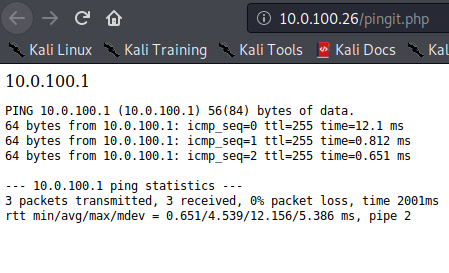 10.0.100.26/pingit.php
Kali Linux Kali Training Kali Tools Kali Docs Ka
10.0.100.1
PING 10.0.100.1 (10.0.100.1) 56(84) bytes of data.
64 bytes from 10.0.100.1: icmp_seq=0 ttl=255 time=12.1 ms
64 bytes from 10.0.100.1: icmp_seq=1 ttl=255 time=0.812 ms
64 bytes from 10.0.100.1: icmp_seq=2 ttl=255 time=0.651 ms
--- 10.0.100.1 ping statistics ---
3 packets transmitted, 3 received, 0% packet loss, time 2001ms
rtt min/avg/max/mdev = 0.651/4.539/12.156/5.386 ms, pipe 2